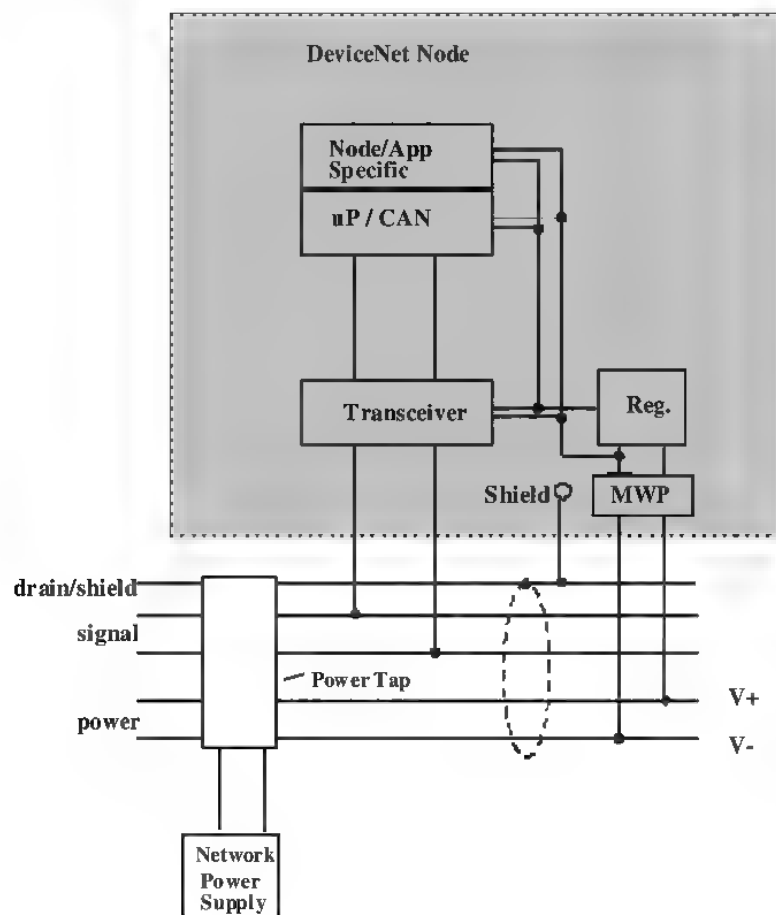 DeviceNet Node
Node/App
Specific
uP / CAN
Transceiver
Reg.
Shield
MWP
drain/shield
signal
Power Tap
power
V+
V-
Network
Power
Supply